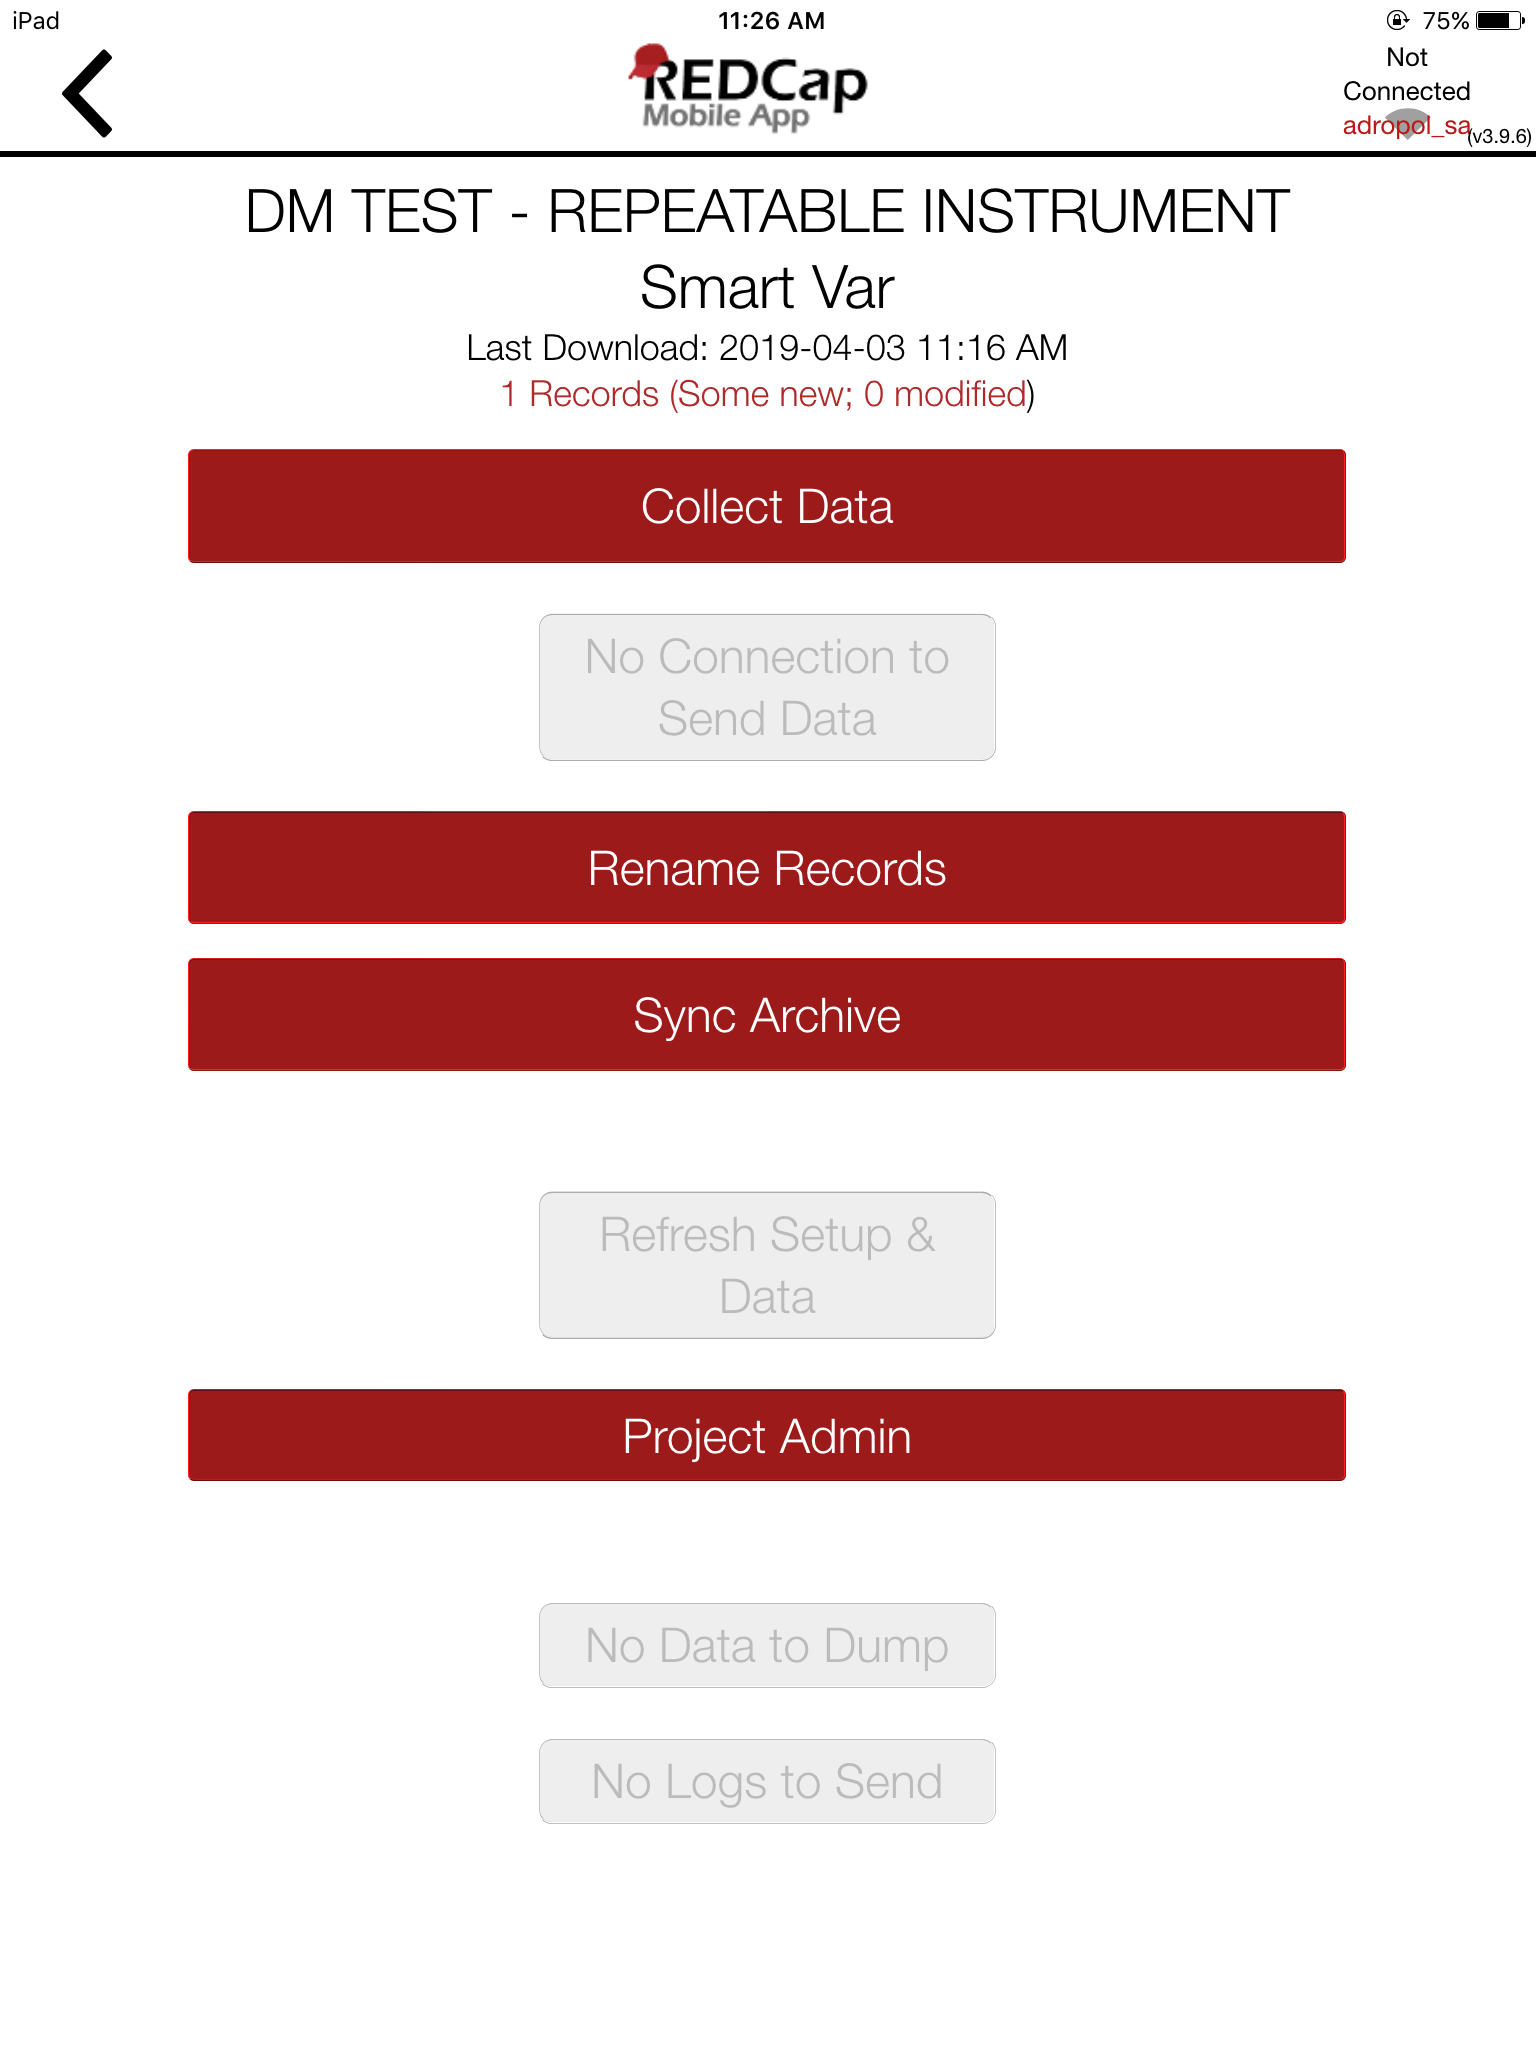 iPad
11:26 AM
75%
REDCap
Mobile App
Not
Connected
adropol_sa
(v3.9.6)
DM TEST - REPEATABLE INSTRUMENT
Smart Var
Last Download: 2019-04-03 11:16 AM
1 Records (Some new; 0 modified)
Collect Data
No Connection to
Send Data
Rename Records
Sync Archive
Refresh Setup &
Data
Project Admin
No Data to Dump
No Logs to Send